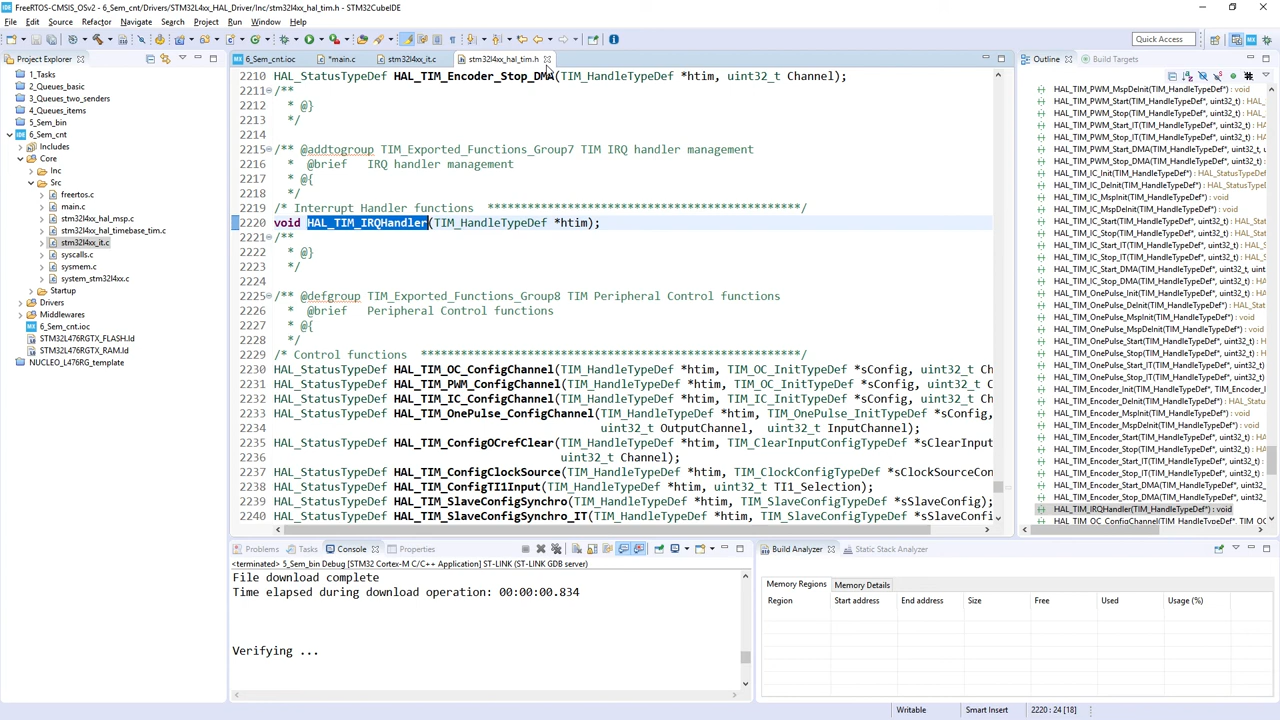 FreeRTOS-CMSIS_OSv2 - 6_Sem_cnt/Drivers/STM32L4xx_HAL_Driver/Inc/stm32l4xx_hal_tim.h - STM32CubeIDE
File Edit Source Refactor Navigate Search Project Run Window Help
Quick Access
Project Explorer
1_Tasks
2_Queues_basic
3_Queues_two_senders
4_Queues_items
5_Sem_bin
6_Sem_cnt
Includes
Core
Inc
Src
freertos.c
main.c
stm32l4xx_hal_msp.c
stm32l4xx_hal_timebase_tim.c
stm32l4xx_it.c
syscalls.c
sysmem.c
system_stm32l4xx.c
Startup
Drivers
Middlewares
6_Sem_cnt.ioc
STM32L476RGTX_FLASH.ld
STM32L476RGTX_RAM.ld
NUCLEO_L476RG_template
6_Sem_cnt.ioc *main.c stm32l4xx_it.c stm32l4xx_hal_tim.h
2210 HAL_StatusTypeDef HAL_TIM_Encoder_Stop_DMA(TIM_HandleTypeDef *htim, uint32_t Channel);
2211 /**
2212 * @}
2213 */
2214
2215 /** @addtogroup TIM_Exported_Functions_Group7 TIM IRQ handler management
2216 * @brief IRQ handler management
2217 * @{
2218 */
2219 /* Interrupt Handler functions ***********************************************/
2220 void HAL_TIM_IRQHandler(TIM_HandleTypeDef *htim);
2221 /**
2222 * @}
2223 */
2224
2225 /** @defgroup TIM_Exported_Functions_Group8 TIM Peripheral Control functions
2226 * @brief Peripheral Control functions
2227 * @{
2228 */
2229 /* Control functions *********************************************************/
2230 HAL_StatusTypeDef HAL_TIM_OC_ConfigChannel(TIM_HandleTypeDef *htim, TIM_OC_InitTypeDef *sConfig, uint32_t Ch
2231 HAL_StatusTypeDef HAL_TIM_PWM_ConfigChannel(TIM_HandleTypeDef *htim, TIM_OC_InitTypeDef *sConfig, uint32_t C
2232 HAL_StatusTypeDef HAL_TIM_IC_ConfigChannel(TIM_HandleTypeDef *htim, TIM_IC_InitTypeDef *sConfig, uint32_t Ch
2233 HAL_StatusTypeDef HAL_TIM_OnePulse_ConfigChannel(TIM_HandleTypeDef *htim, TIM_OnePulse_InitTypeDef *sConfig,
2234 uint32_t OutputChannel, uint32_t InputChannel);
2235 HAL_StatusTypeDef HAL_TIM_ConfigOCrefClear(TIM_HandleTypeDef *htim, TIM_ClearInputConfigTypeDef *sClearInput
2236 uint32_t Channel);
2237 HAL_StatusTypeDef HAL_TIM_ConfigClockSource(TIM_HandleTypeDef *htim, TIM_ClockConfigTypeDef *sClockSourceCon
2238 HAL_StatusTypeDef HAL_TIM_ConfigTI1Input(TIM_HandleTypeDef *htim, uint32_t TI1_Selection);
2239 HAL_StatusTypeDef HAL_TIM_SlaveConfigSynchro(TIM_HandleTypeDef *htim, TIM_SlaveConfigTypeDef *sSlaveConfig);
2240 HAL_StatusTypeDef HAL_TIM_SlaveConfigSynchro_IT(TIM_HandleTypeDef *htim, TIM_SlaveConfigTypeDef *sSlaveConfi
Outline Build Targets
HAL_TIM_PWM_MspDeInit(TIM_HandleTypeDef*) : vo
HAL_TIM_PWM_Start(TIM_HandleTypeDef*, uint32_t) : HAL_
HAL_TIM_PWM_Stop(TIM_HandleTypeDef*, uint32_t) : HAL_
HAL_TIM_PWM_Start_IT(TIM_HandleTypeDef*, uint32_t) : H
HAL_TIM_PWM_Stop_IT(TIM_HandleTypeDef*, uint32_t) : H
HAL_TIM_PWM_Start_DMA(TIM_HandleTypeDef*, uint32_t
HAL_TIM_PWM_Stop_DMA(TIM_HandleTypeDef*, uint32_t)
HAL_TIM_IC_Init(TIM_HandleTypeDef*) : HAL_StatusTypeDef
HAL_TIM_IC_DeInit(TIM_HandleTypeDef*) : HAL_StatusType
HAL_TIM_IC_MspInit(TIM_HandleTypeDef*) : void
HAL_TIM_IC_MspDeInit(TIM_HandleTypeDef*) : void
HAL_TIM_IC_Start(TIM_HandleTypeDef*, uint32_t) : HAL_Sta
HAL_TIM_IC_Stop(TIM_HandleTypeDef*, uint32_t) : HAL_Sta
HAL_TIM_IC_Start_IT(TIM_HandleTypeDef*, uint32_t) : HAL_
HAL_TIM_IC_Stop_IT(TIM_HandleTypeDef*, uint32_t) : HAL_
HAL_TIM_IC_Start_DMA(TIM_HandleTypeDef*, uint32_t, ui
HAL_TIM_IC_Stop_DMA(TIM_HandleTypeDef*, uint32_t) : H
HAL_TIM_OnePulse_Init(TIM_HandleTypeDef*, uint32_t) : H
HAL_TIM_OnePulse_DeInit(TIM_HandleTypeDef*) : HAL_St
HAL_TIM_OnePulse_MspInit(TIM_HandleTypeDef*) : void
HAL_TIM_OnePulse_MspDeInit(TIM_HandleTypeDef*) : void
HAL_TIM_OnePulse_Start(TIM_HandleTypeDef*, uint32_t) : 
HAL_TIM_OnePulse_Stop(TIM_HandleTypeDef*, uint32_t) :
HAL_TIM_OnePulse_Start_IT(TIM_HandleTypeDef*, uint32_t
HAL_TIM_OnePulse_Stop_IT(TIM_HandleTypeDef*, uint32_t
HAL_TIM_Encoder_Init(TIM_HandleTypeDef*, TIM_Encoder_I
HAL_TIM_Encoder_DeInit(TIM_HandleTypeDef*) : HAL_Stat
HAL_TIM_Encoder_MspInit(TIM_HandleTypeDef*) : void
HAL_TIM_Encoder_MspDeInit(TIM_HandleTypeDef*) : void
HAL_TIM_Encoder_Start(TIM_HandleTypeDef*, uint32_t) : H
HAL_TIM_Encoder_Stop(TIM_HandleTypeDef*, uint32_t) : H
HAL_TIM_Encoder_Start_IT(TIM_HandleTypeDef*, uint32_t)
HAL_TIM_Encoder_Stop_IT(TIM_HandleTypeDef*, uint32_t)
HAL_TIM_Encoder_Start_DMA(TIM_HandleTypeDef*, uint32
HAL_TIM_Encoder_Stop_DMA(TIM_HandleTypeDef*, uint32
HAL_TIM_IRQHandler(TIM_HandleTypeDef*) : void
HAL_TIM_OC_ConfigChannel(TIM_HandleTypeDef*, TIM_OC
Problems Tasks Console Properties
<terminated> 5_Sem_bin Debug [STM32 Cortex-M C/C++ Application] ST-LINK (ST-LINK GDB server)
File download complete
Time elapsed during download operation: 00:00:00.834
Verifying ...
Build Analyzer Static Stack Analyzer
Memory Regions Memory Details
Region Start address End address Size Free Used Usage (%)
Writable Smart Insert 2220 : 24 [18]